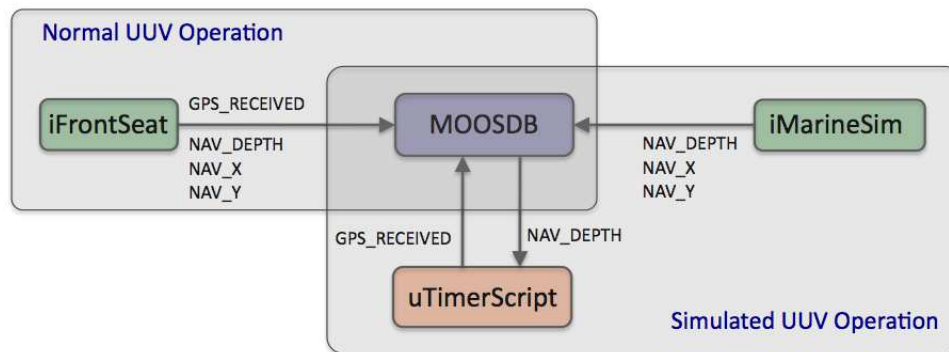 Normal UUV Operation
GPS_RECEIVED
iFrontSeat
NAV_DEPTH
NAV_X
NAV_Y
MOOSDB
iMarineSim
NAV_DEPTH
NAV_X
NAV_Y
GPS_RECEIVED
NAV_DEPTH
uTimerScript
Simulated UUV Operation